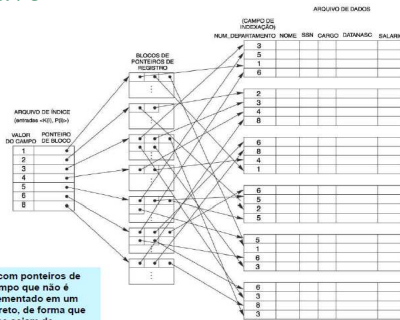 ARQUIVO DE DADOS
(CAMPO DE
INDEXAÇÃO)
NUM_DEPARTAMENTO NOME SSN CARGO DATANASC SALÁRIO
BLOCOS DE
PONTEIROS DE
REGISTRO
3
5
1
6
2
3
4
8
6
8
4
1
6
5
2
5
5
1
6
3
6
3
8
3
ARQUIVO DE ÍNDICE
(entradas <K(i), P(i)>)
VALOR PONTEIRO
DO CAMPO DE BLOCO
1
2
3
4
5
6
8
com ponteiros de
mpo que não é
ementado em um
reto, de forma que